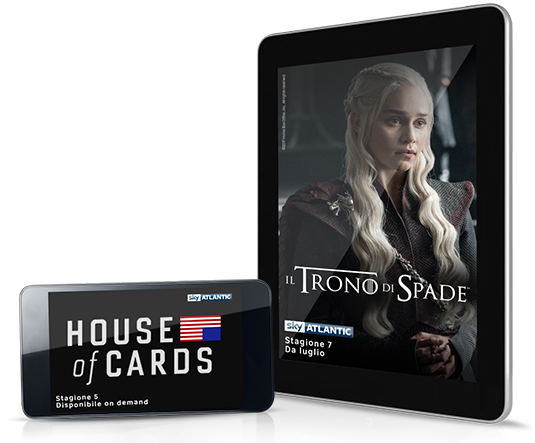 sky ATLANTIC
HOUSE
of CARDS
Stagione 5
Disponibile on demand
IL TRONO DI SPADE
sky ATLANTIC
Stagione 7
Da luglio